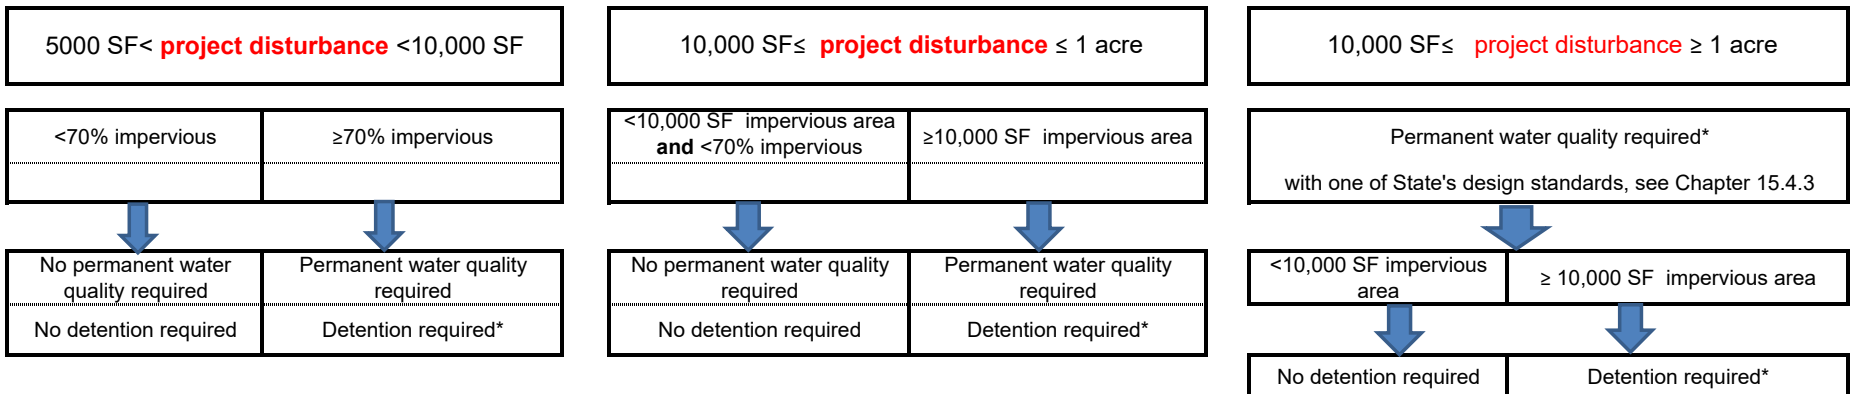 5000 SF< project disturbance <10,000 SF
<70% impervious
≥70% impervious
No permanent water
quality required
Permanent water quality
required
No detention required
Detention required*
10,000 SF≤ project disturbance ≤ 1 acre
<10,000 SF impervious area
and <70% impervious
≥10,000 SF impervious area
No permanent water quality
required
Permanent water quality
required
No detention required
Detention required*
10,000 SF≤ project disturbance ≥ 1 acre
Permanent water quality required*
with one of State's design standards, see Chapter 15.4.3
<10,000 SF impervious
area
≥ 10,000 SF impervious area
No detention required
Detention required*